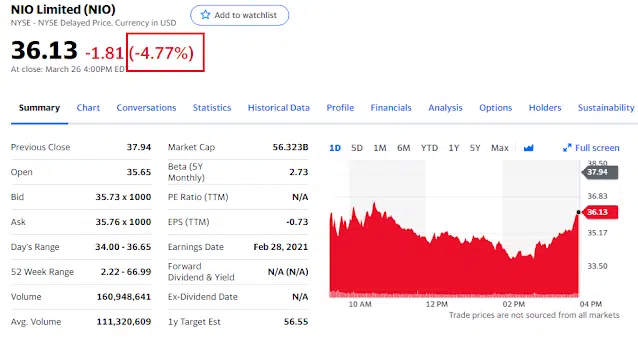 NIO Limited (NIO)
NYSE - NYSE Delayed Price. Currency in USD
Add to watchlist
36.13 -1.81 (-4.77%)
At close: March 26 4:00PM ED
Summary Chart Conversations Statistics Historical Data Profile Financials Analysis Options Holders Sustainability
Previous Close 37.94
Open 35.65
Bid 35.73 x 1000
Ask 35.76 x 1000
Day's Range 34.00 - 36.65
52 Week Range 2.22 - 66.99
Volume 160,948,641
Avg. Volume 111,320,609
Market Cap 56.323B
Beta (5Y
Monthly) 2.73
PE Ratio (TTM) N/A
EPS (TTM) -0.73
Earnings Date Feb 28, 2021
Forward
Dividend & Yield N/A (N/A)
Ex-Dividend Date N/A
1y Target Est 56.55
1D 5D 1M 6M YTD 1Y 5Y Max Full screen
38.50
37.94
36.83
36.13
35.17
33.50
10 AM 12 PM 02 PM 04 PM
Trade prices are not sourced from all markets